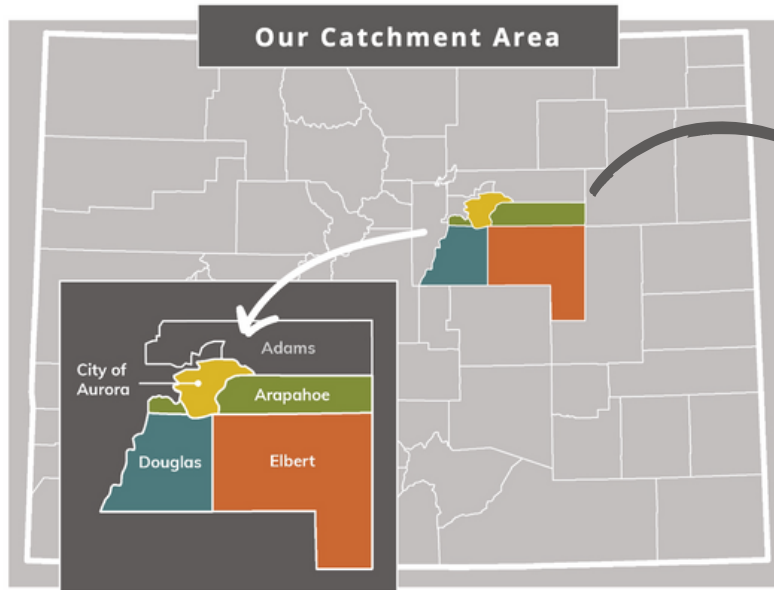 Our Catchment Area
Adams
City of
Aurora
Arapahoe
Douglas
Elbert